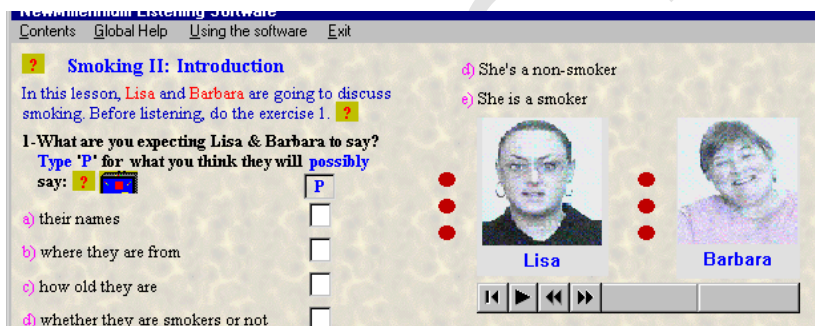 NewMillennium Listening Software
Contents Global Help Using the software Exit
? Smoking II: Introduction
In this lesson, Lisa and Barbara are going to discuss
smoking. Before listening, do the exercise 1. ?
1-What are you expecting Lisa & Barbara to say?
Type 'P' for what you think they will possibly
say: ?
P
a) their names
b) where they are from
c) how old they are
d) whether they are smokers or not
d) She's a non-smoker
e) She is a smoker
Lisa
Barbara